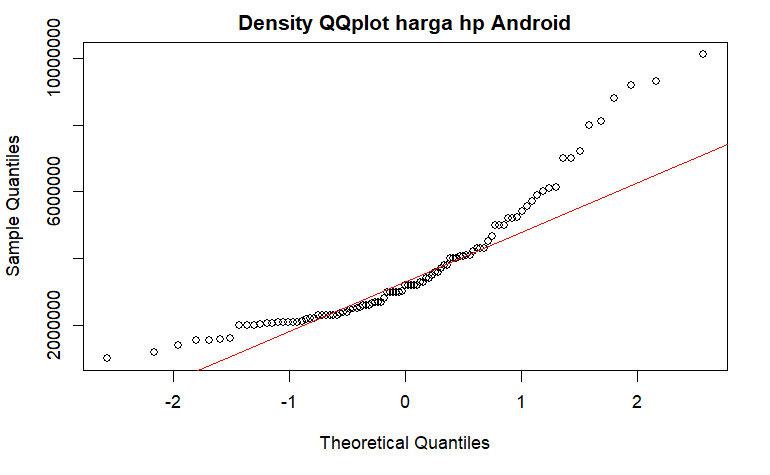 Density QQplot harga hp Android
Sample Quantiles
10000000
6000000
2000000
-2 -1 0 1 2
Theoretical Quantiles